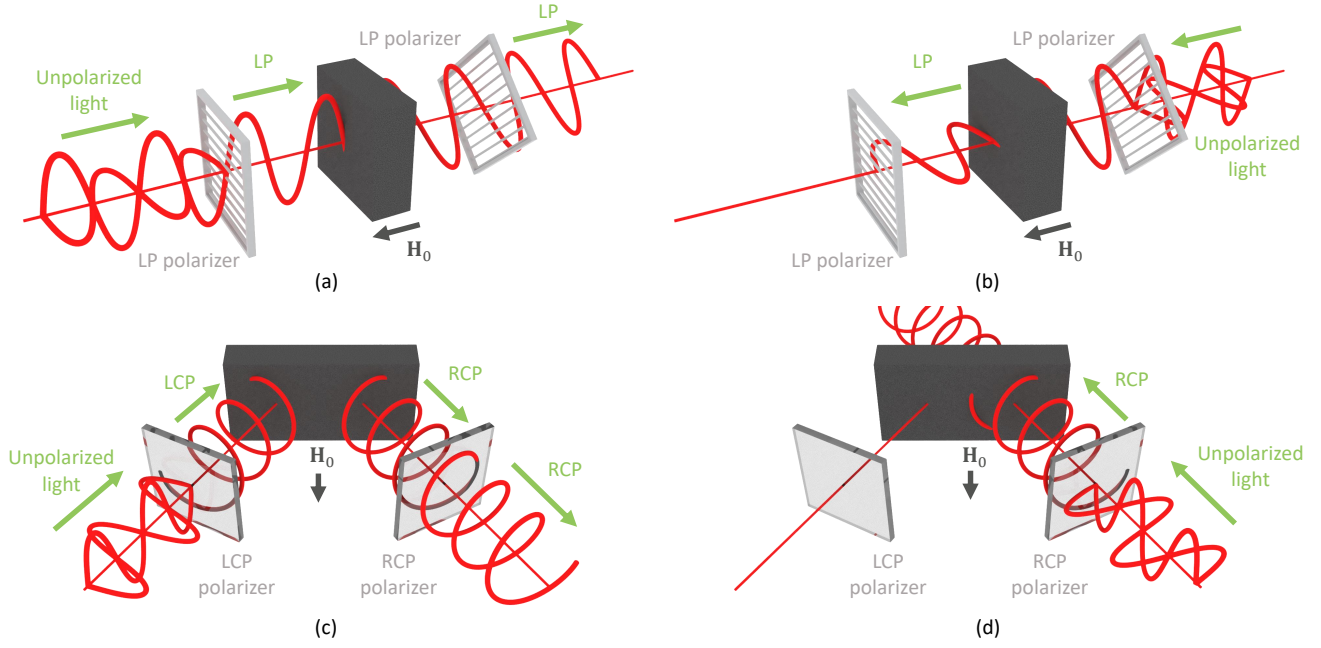 LP
LP polarizer
LP
Unpolarized
light
LP polarizer
H₀
(a)
LP polarizer
LP
Unpolarized
light
LP polarizer
H₀
(b)
LCP
RCP
Unpolarized
light
H₀
RCP
LCP
polarizer
RCP
polarizer
(c)
RCP
H₀
Unpolarized
light
LCP
polarizer
RCP
polarizer
(d)